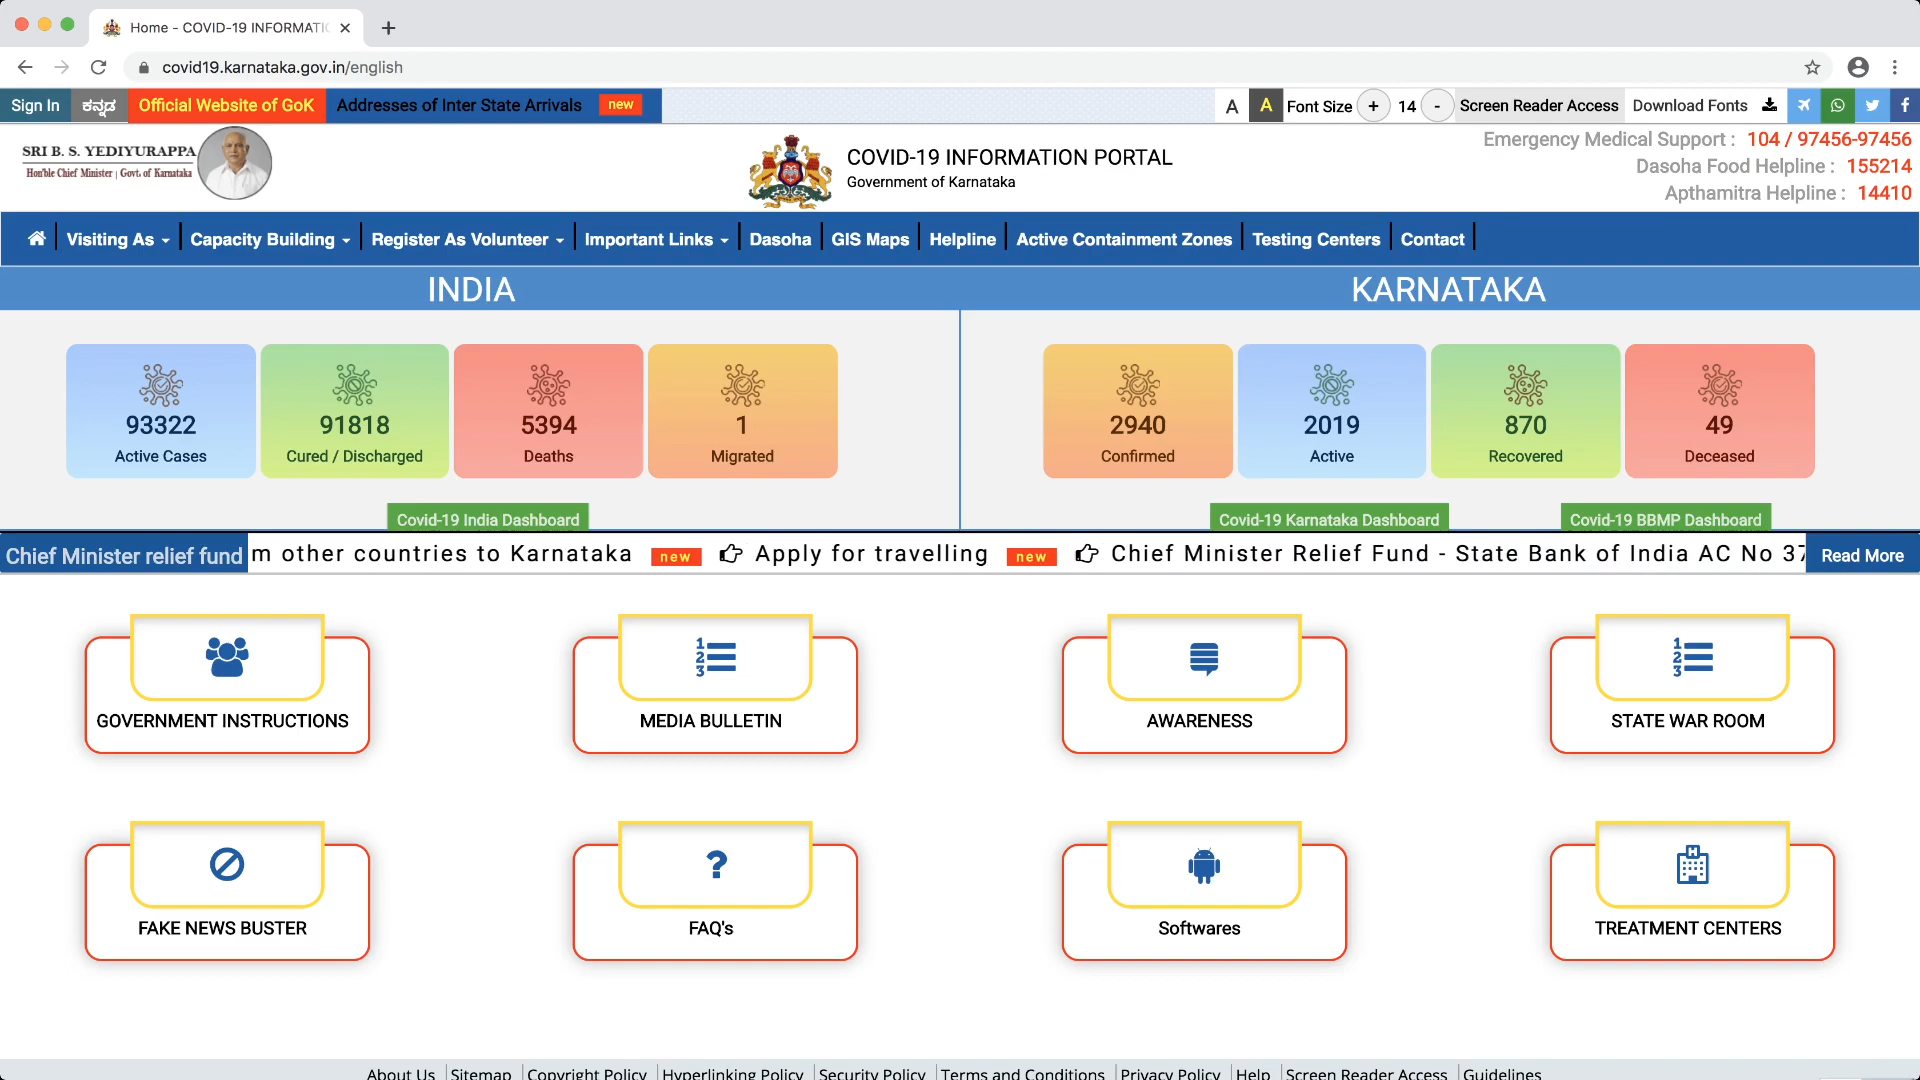 Home - COVID-19 INFORMATI
covid19.karnataka.gov.in/english
Sign In ಕನ್ನಡ Official Website of GoK Addresses of Inter State Arrivals new A A Font Size + 14 - Screen Reader Access Download Fonts
SRI B. S. YEDIYURAPPA
Hon'ble Chief Minister | Govt. of Karnataka
COVID-19 INFORMATION PORTAL
Government of Karnataka
Emergency Medical Support : 104 / 97456-97456
Dasoha Food Helpline : 155214
Apthamitra Helpline : 14410
Visiting As Capacity Building Register As Volunteer Important Links Dasoha GIS Maps Helpline Active Containment Zones Testing Centers Contact
INDIA KARNATAKA
93322 91818 5394 1 2940 2019 870 49
Active Cases Cured / Discharged Deaths Migrated Confirmed Active Recovered Deceased
Covid-19 India Dashboard Covid-19 Karnataka Dashboard Covid-19 BBMP Dashboard
Chief Minister relief fund m other countries to Karnataka new Apply for travelling new Chief Minister Relief Fund - State Bank of India AC No 37 Read More
GOVERNMENT INSTRUCTIONS MEDIA BULLETIN AWARENESS STATE WAR ROOM
FAKE NEWS BUSTER FAQ's Softwares TREATMENT CENTERS
About Us Sitemap Copyright Policy Hyperlinking Policy Security Policy Terms and Conditions Privacy Policy Help Screen Reader Access Guidelines